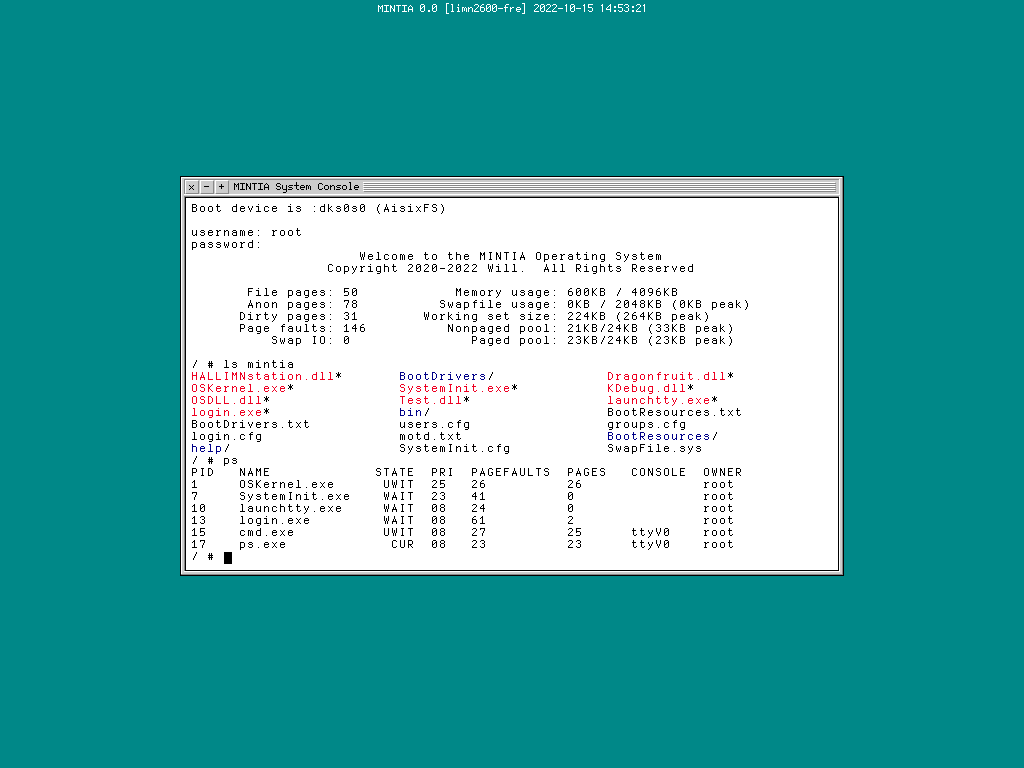 MINTIA 0.0 [limn2600-fre] 2022-10-15 14:53:21
x - + MINTIA System Console
Boot device is :dks0s0 (AisixFS)
username: root
password:
Welcome to the MINTIA Operating System
Copyright 2020-2022 Will.  All Rights Reserved
File pages: 50 Memory usage: 600KB / 4096KB
Anon pages: 78 Swapfile usage: 0KB / 2048KB (0KB peak)
Dirty pages: 31 Working set size: 224KB (264KB peak)
Page faults: 146 Nonpaged pool: 21KB/24KB (33KB peak)
Swap IO: 0 Paged pool: 23KB/24KB (23KB peak)
/ # ls mintia
HALLIMNstation.dll* BootDrivers/ Dragonfruit.dll*
OSKernel.exe* SystemInit.exe* KDebug.dll*
OSDLL.dll* Test.dll* launchtty.exe*
login.exe* bin/ BootResources.txt
BootDrivers.txt users.cfg groups.cfg
login.cfg motd.txt BootResources/
help/ SystemInit.cfg SwapFile.sys
/ # ps
PID NAME STATE PRI PAGEFAULTS PAGES CONSOLE OWNER
1 OSKernel.exe UWIT 25 26 26 root
7 SystemInit.exe WAIT 23 41 0 root
10 launchtty.exe WAIT 08 24 0 root
13 login.exe WAIT 08 61 2 root
15 cmd.exe UWIT 08 27 25 ttyV0 root
17 ps.exe CUR 08 23 23 ttyV0 root
/ #